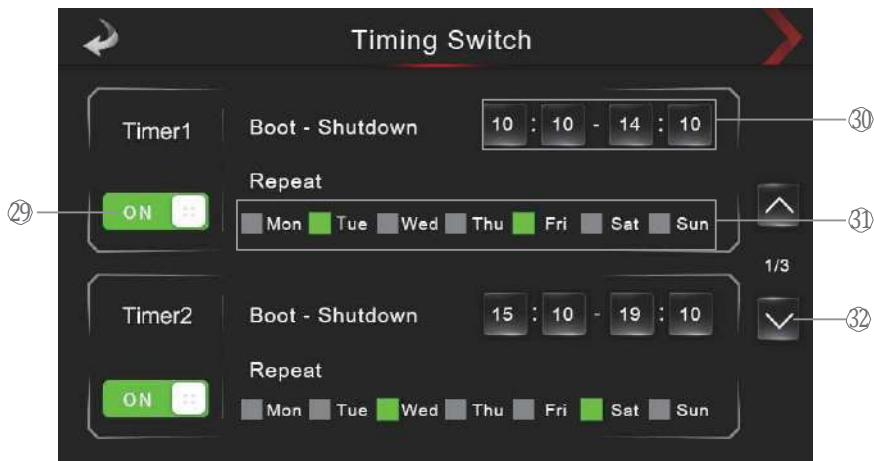 Timing Switch
Timer1 Boot - Shutdown 10 : 10 - 14 : 10 ㉚
Repeat
㉙ ON Mon Tue Wed Thu Fri Sat Sun ㉛
1/3
Timer2 Boot - Shutdown 15 : 10 - 19 : 10 ㉜
Repeat
ON Mon Tue Wed Thu Fri Sat Sun